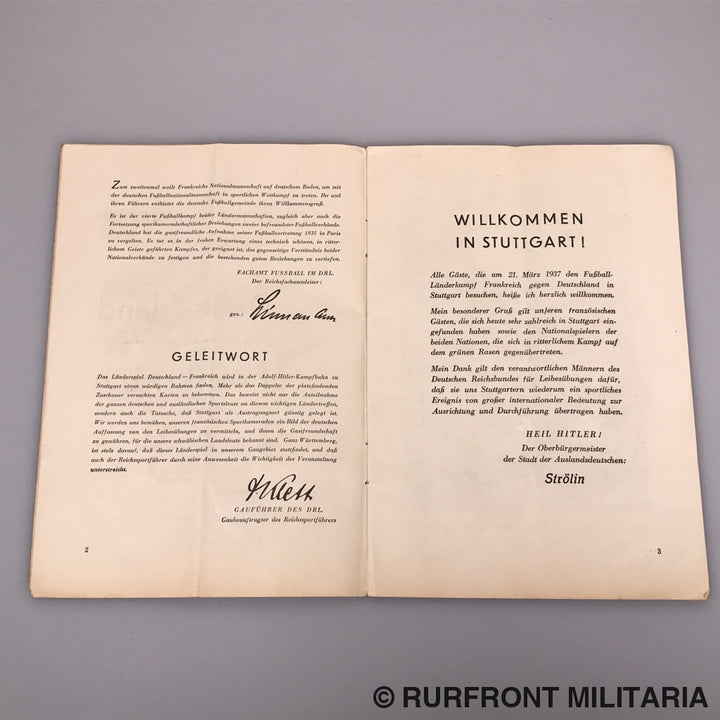 Zum zweitenmal weilt Frankreichs Nationalmannschaft auf deutschem Boden, um mit
der deutschen Fußballnationalmannschaft in sportlichen Wettkampf zu treten. Ihr und
ihren Führern entbietet die deutsche Fußballgemeinde ihren Willkommensgruß.
Es ist der vierte Fußballkampf beider Ländermannschaften, zugleich aber auch die
Fortsetzung sportkameradschaftlicher Beziehungen zweier befreundeter Fußballverbände.
Deutschland hat die gastfreundliche Aufnahme seiner Fußballvertretung 1935 in Paris
zu vergelten. Es tut es in der frohen Erwartung eines technisch schönen, in ritter-
lichem Geiste geführten Kampfes, der geeignet ist, das gegenseitige Verständnis beider
Nationalverbände zu festigen und die bestehenden guten Beziehungen zu vertiefen.
FACHAMT FUSSBALL IM DRL.
Der Reichsfachamtsleiter:
gez.: Linnemann
GELEITWORT
Das Länderspiel Deutschland—Frankreich wird in der Adolf-Hitler-Kampfbahn zu
Stuttgart einen würdigen Rahmen finden. Mehr als das Doppelte der platzfindenden
Zuschauer versuchten Karten zu bekommen. Das beweist nicht nur die Anteilnahme
der ganzen deutschen und ausländischen Sportsleute an diesem wichtigen Ländertreffen,
sondern auch die Tatsache, daß Stuttgart als Austragungsort günstig gelegt ist.
Wir werden uns bemühen, unseren französischen Sportkameraden ein Bild der deutschen
Auffassung von den Leibesübungen zu vermitteln, und ihnen die Gastfreundschaft
zu gewähren, für die unsere schwäbischen Landsleute bekannt sind. Ganz Württemberg,
ist stolz darauf, daß dieses Länderspiel in unserem Gaugebiet stattfindet, und daß
auch der Reichssportführer durch seine Anwesenheit die Wichtigkeit der Veranstaltung
unterstreicht.
Klett
GAUFÜHRER DES DRL.
Gaubeauftragter des Reichssportführers
2
WILLKOMMEN
IN STUTTGART!
Alle Gäste, die am 21. März 1937 den Fußball-
Länderkampf Frankreich gegen Deutschland in
Stuttgart besuchen, heiße ich herzlich willkommen.
Mein besonderer Gruß gilt unseren französischen
Gästen, die sich heute sehr zahlreich in Stuttgart ein-
gefunden haben sowie den Nationalspielern der
beiden Nationen, die sich in ritterlichem Kampf auf
dem grünen Rasen gegenübertreten.
Mein Dank gilt den verantwortlichen Männern des
Deutschen Reichsbundes für Leibesübungen dafür,
daß sie uns Stuttgartern wiederum ein sportliches
Ereignis von großer internationaler Bedeutung zur
Ausrichtung und Durchführung übertragen haben.
HEIL HITLER!
Der Oberbürgermeister
der Stadt der Auslandsdeutschen:
Strölin
3
© RURFRONT MILITARIA